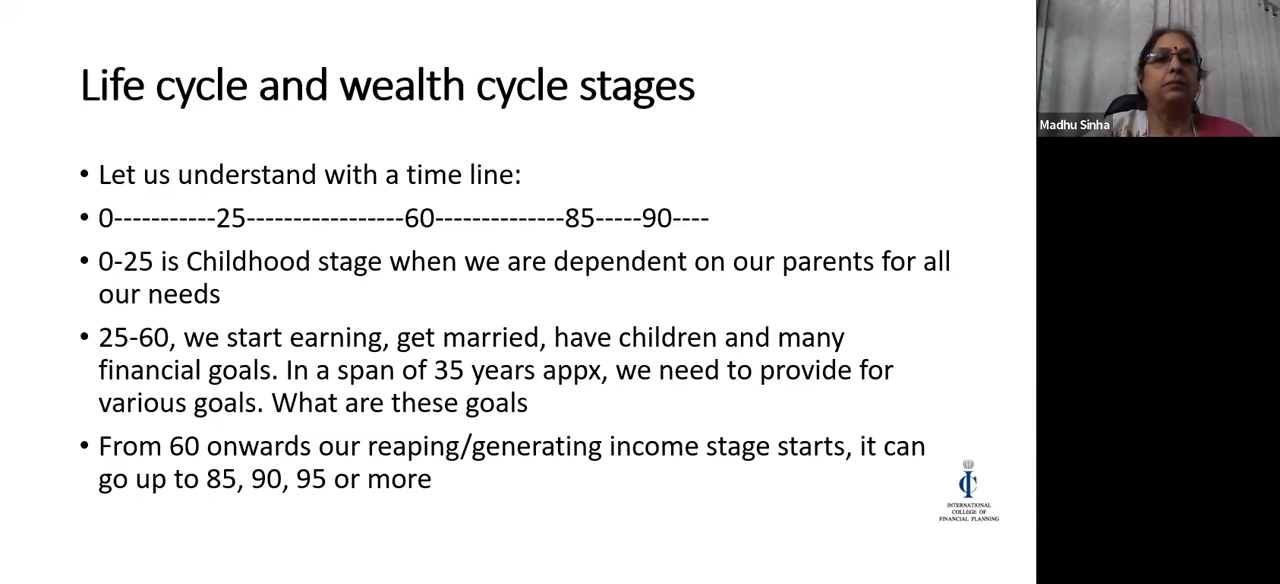 Life cycle and wealth cycle stages
• Let us understand with a time line:
• 0-----------25-----------------60--------------85-----90----
• 0-25 is Childhood stage when we are dependent on our parents for all
our needs
• 25-60, we start earning, get married, have children and many
financial goals. In a span of 35 years appx, we need to provide for
various goals. What are these goals
• From 60 onwards our reaping/generating income stage starts, it can
go up to 85, 90, 95 or more
INTERNATIONAL
COLLEGE OF
FINANCIAL PLANNING
Madhu Sinha